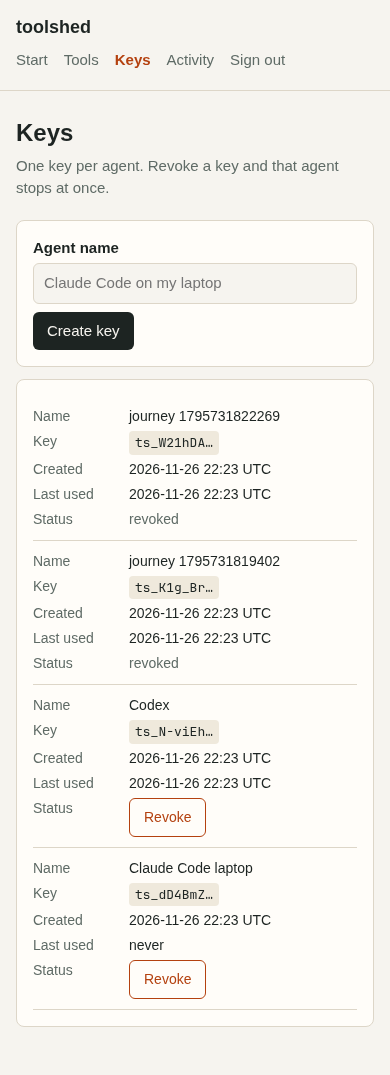 toolshed
Start Tools Keys Activity Sign out
Keys
One key per agent. Revoke a key and that agent
stops at once.
Agent name
Claude Code on my laptop
Create key
Name journey 1795731822269
Key ts_W21hDA…
Created 2026-11-26 22:23 UTC
Last used 2026-11-26 22:23 UTC
Status revoked
Name journey 1795731819402
Key ts_K1g_Br…
Created 2026-11-26 22:23 UTC
Last used 2026-11-26 22:23 UTC
Status revoked
Name Codex
Key ts_N-viEh…
Created 2026-11-26 22:23 UTC
Last used 2026-11-26 22:23 UTC
Status Revoke
Name Claude Code laptop
Key ts_dD4BmZ…
Created 2026-11-26 22:23 UTC
Last used never
Status Revoke